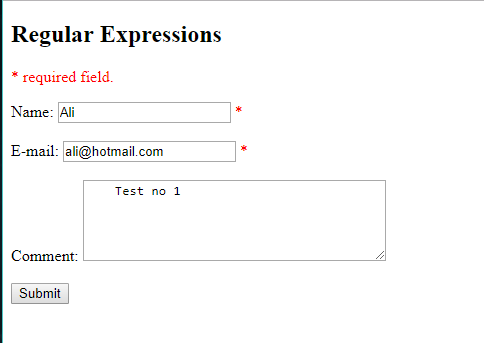 Regular Expressions
* required field.
Name: Ali *
E-mail: ali@hotmail.com *
Comment: Test no 1
Submit